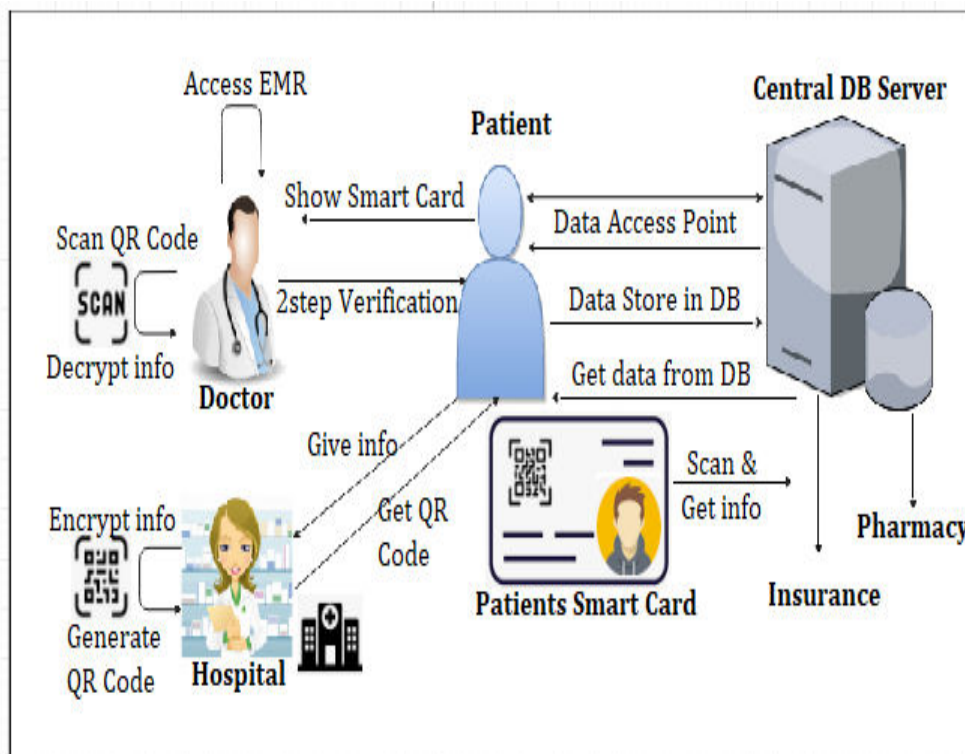 Access EMR
Central DB Server
Patient
Show Smart Card
Data Access Point
Scan QR Code
SCAN
2step Verification
Data Store in DB
Decrypt info
Doctor
Get data from DB
Give info
Scan &
Get info
Encrypt info
Get QR
Code
Pharmacy
Patients Smart Card
Insurance
Generate
QR Code
Hospital